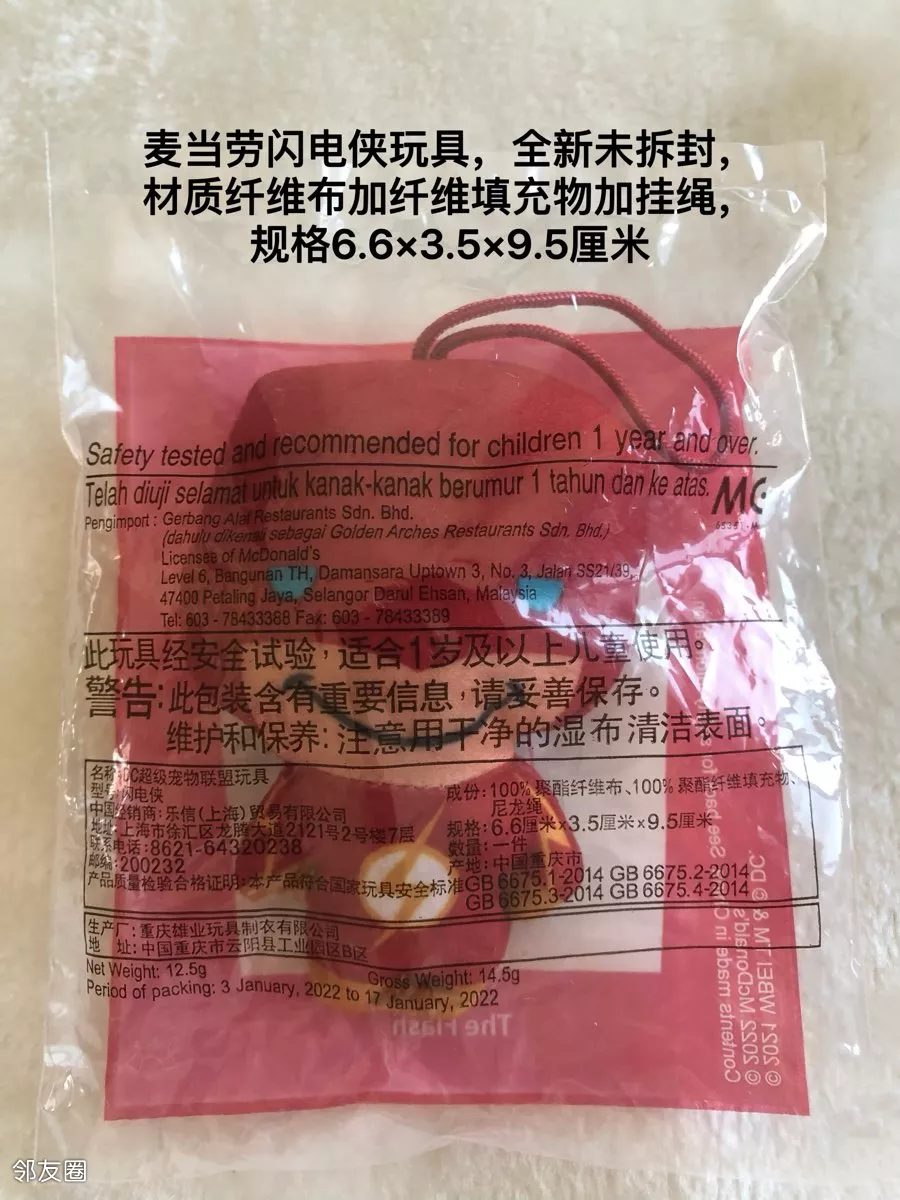 麦当劳闪电侠玩具，全新未拆封，
材质纤维布加纤维填充物加挂绳，
规格6.6×3.5×9.5厘米
Safety tested and recommended for children 1 year and over.
Telah diuji selamat untuk kanak-kanak berumur 1 tahun dan ke atas.
Pengimport : Gerbang Alaf Restaurants Sdn. Bhd.
(dahulu dikenali sebagai Golden Arches Restaurants Sdn. Bhd.)
Licensee of McDonald's
Level 6, Bangunan TH, Damansara Uptown 3, No. 3, Jalan SS21/39,
47400 Petaling Jaya, Selangor Darul Ehsan, Malaysia
Tel: 603 - 78433388 Fax: 603 - 78433389
此玩具经安全试验，适合1岁及以上儿童使用。
警告:此包装含有重要信息，请妥善保存。
维护和保养：注意用干净的湿布清洁表面。
名称:DC超级宠物联盟玩具
型号:闪电侠
中国经销商：乐信(上海)贸易有限公司
地址:上海市徐汇区龙腾大道2121号2号楼7层
联系电话:8621-64320238
邮编:200232
产品质量检验合格证明:本产品符合国家玩具安全标准GB 6675.1-2014 GB 6675.2-2014
GB 6675.3-2014 GB 6675.4-2014
成份:100%聚酯纤维布、100%聚酯纤维填充物、
尼龙绳
规格:6.6厘米×3.5厘米×9.5厘米
数量:一件
产地:中国重庆市
生产厂:重庆雄业玩具制衣有限公司
地 址:中国重庆市云阳县工业园区B区
Net Weight: 12.5g Gross Weight: 14.5g
Period of packing: 3 January, 2022 to 17 January, 2022
The Flash
Contents made in
© 2022 McDonald's
© 2021 WBEI TM & © DC.
邻友圈